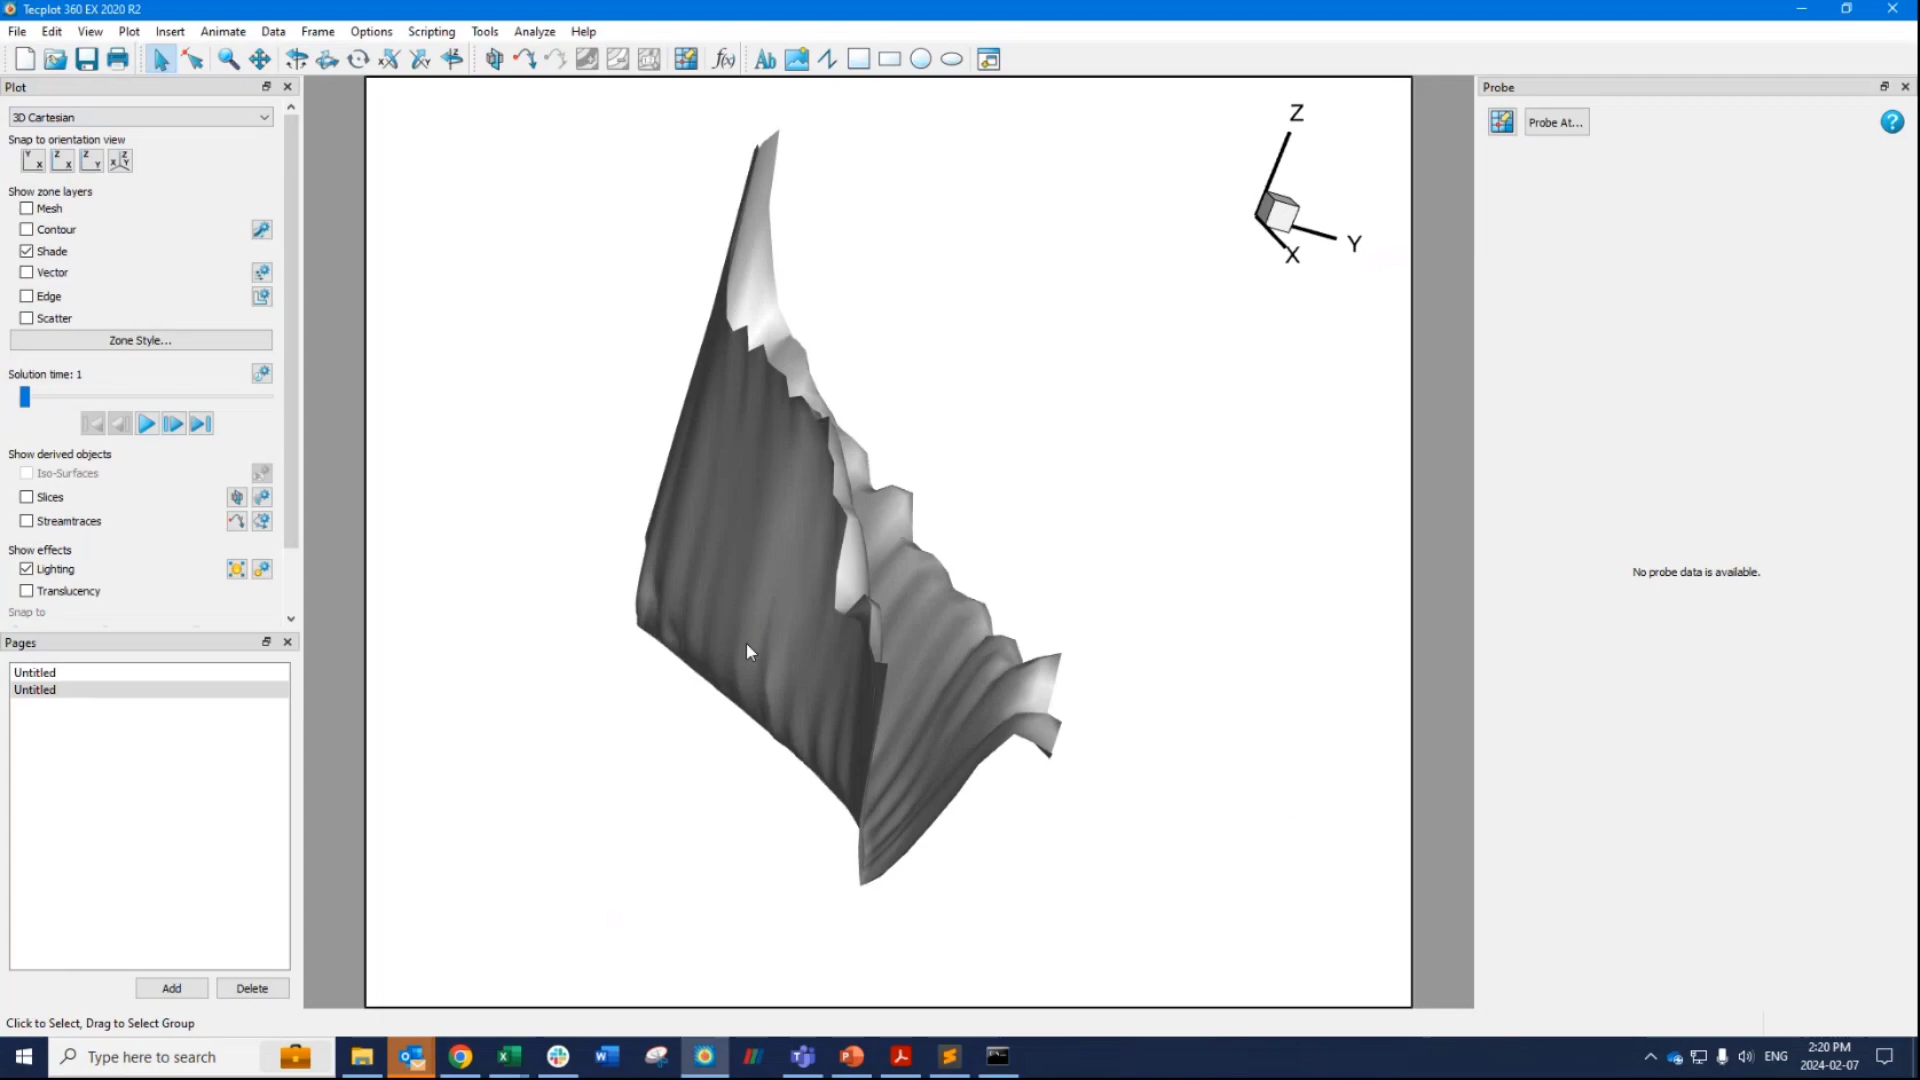 Tecplot 360 EX 2020 R2
File Edit View Plot Insert Animate Data Frame Options Scripting Tools Analyze Help
Plot
3D Cartesian
Snap to orientation view
Show zone layers
Mesh
Contour
Shade
Vector
Edge
Scatter
Zone Style...
Solution time: 1
Show derived objects
Iso-Surfaces
Slices
Streamtraces
Show effects
Lighting
Translucency
Snap to
Pages
Untitled
Untitled
Add Delete
Click to Select, Drag to Select Group
Z
Y
X
Probe
Probe At...
No probe data is available.
Type here to search
ENG
2:20 PM
2024-02-07